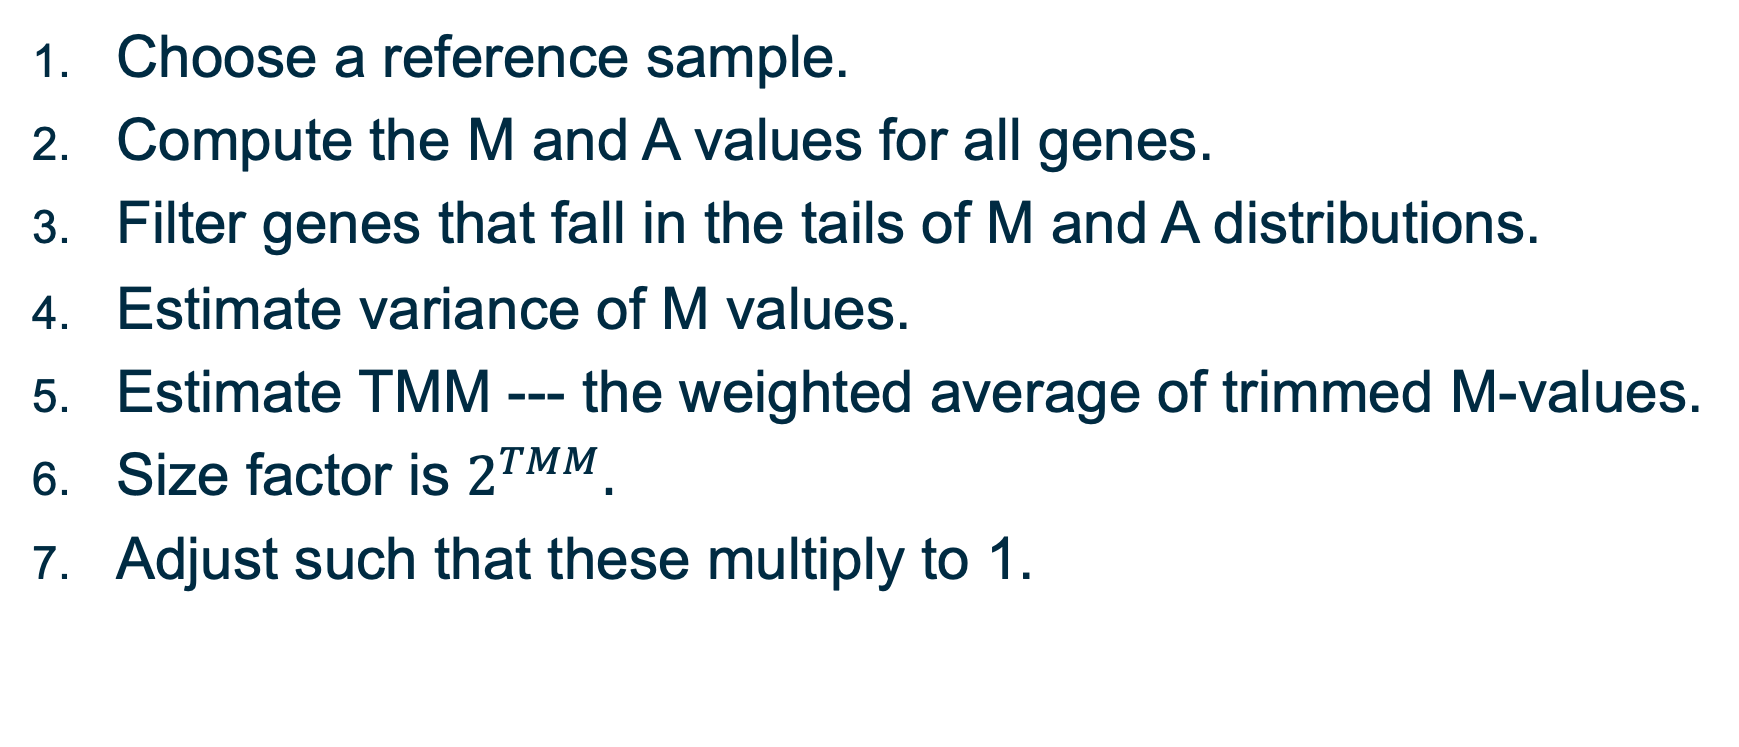 1. Choose a reference sample.
2. Compute the M and A values for all genes.
3. Filter genes that fall in the tails of M and A distributions.
4. Estimate variance of M values.
5. Estimate TMM --- the weighted average of trimmed M-values.
6. Size factor is 2^{TMM}.
7. Adjust such that these multiply to 1.